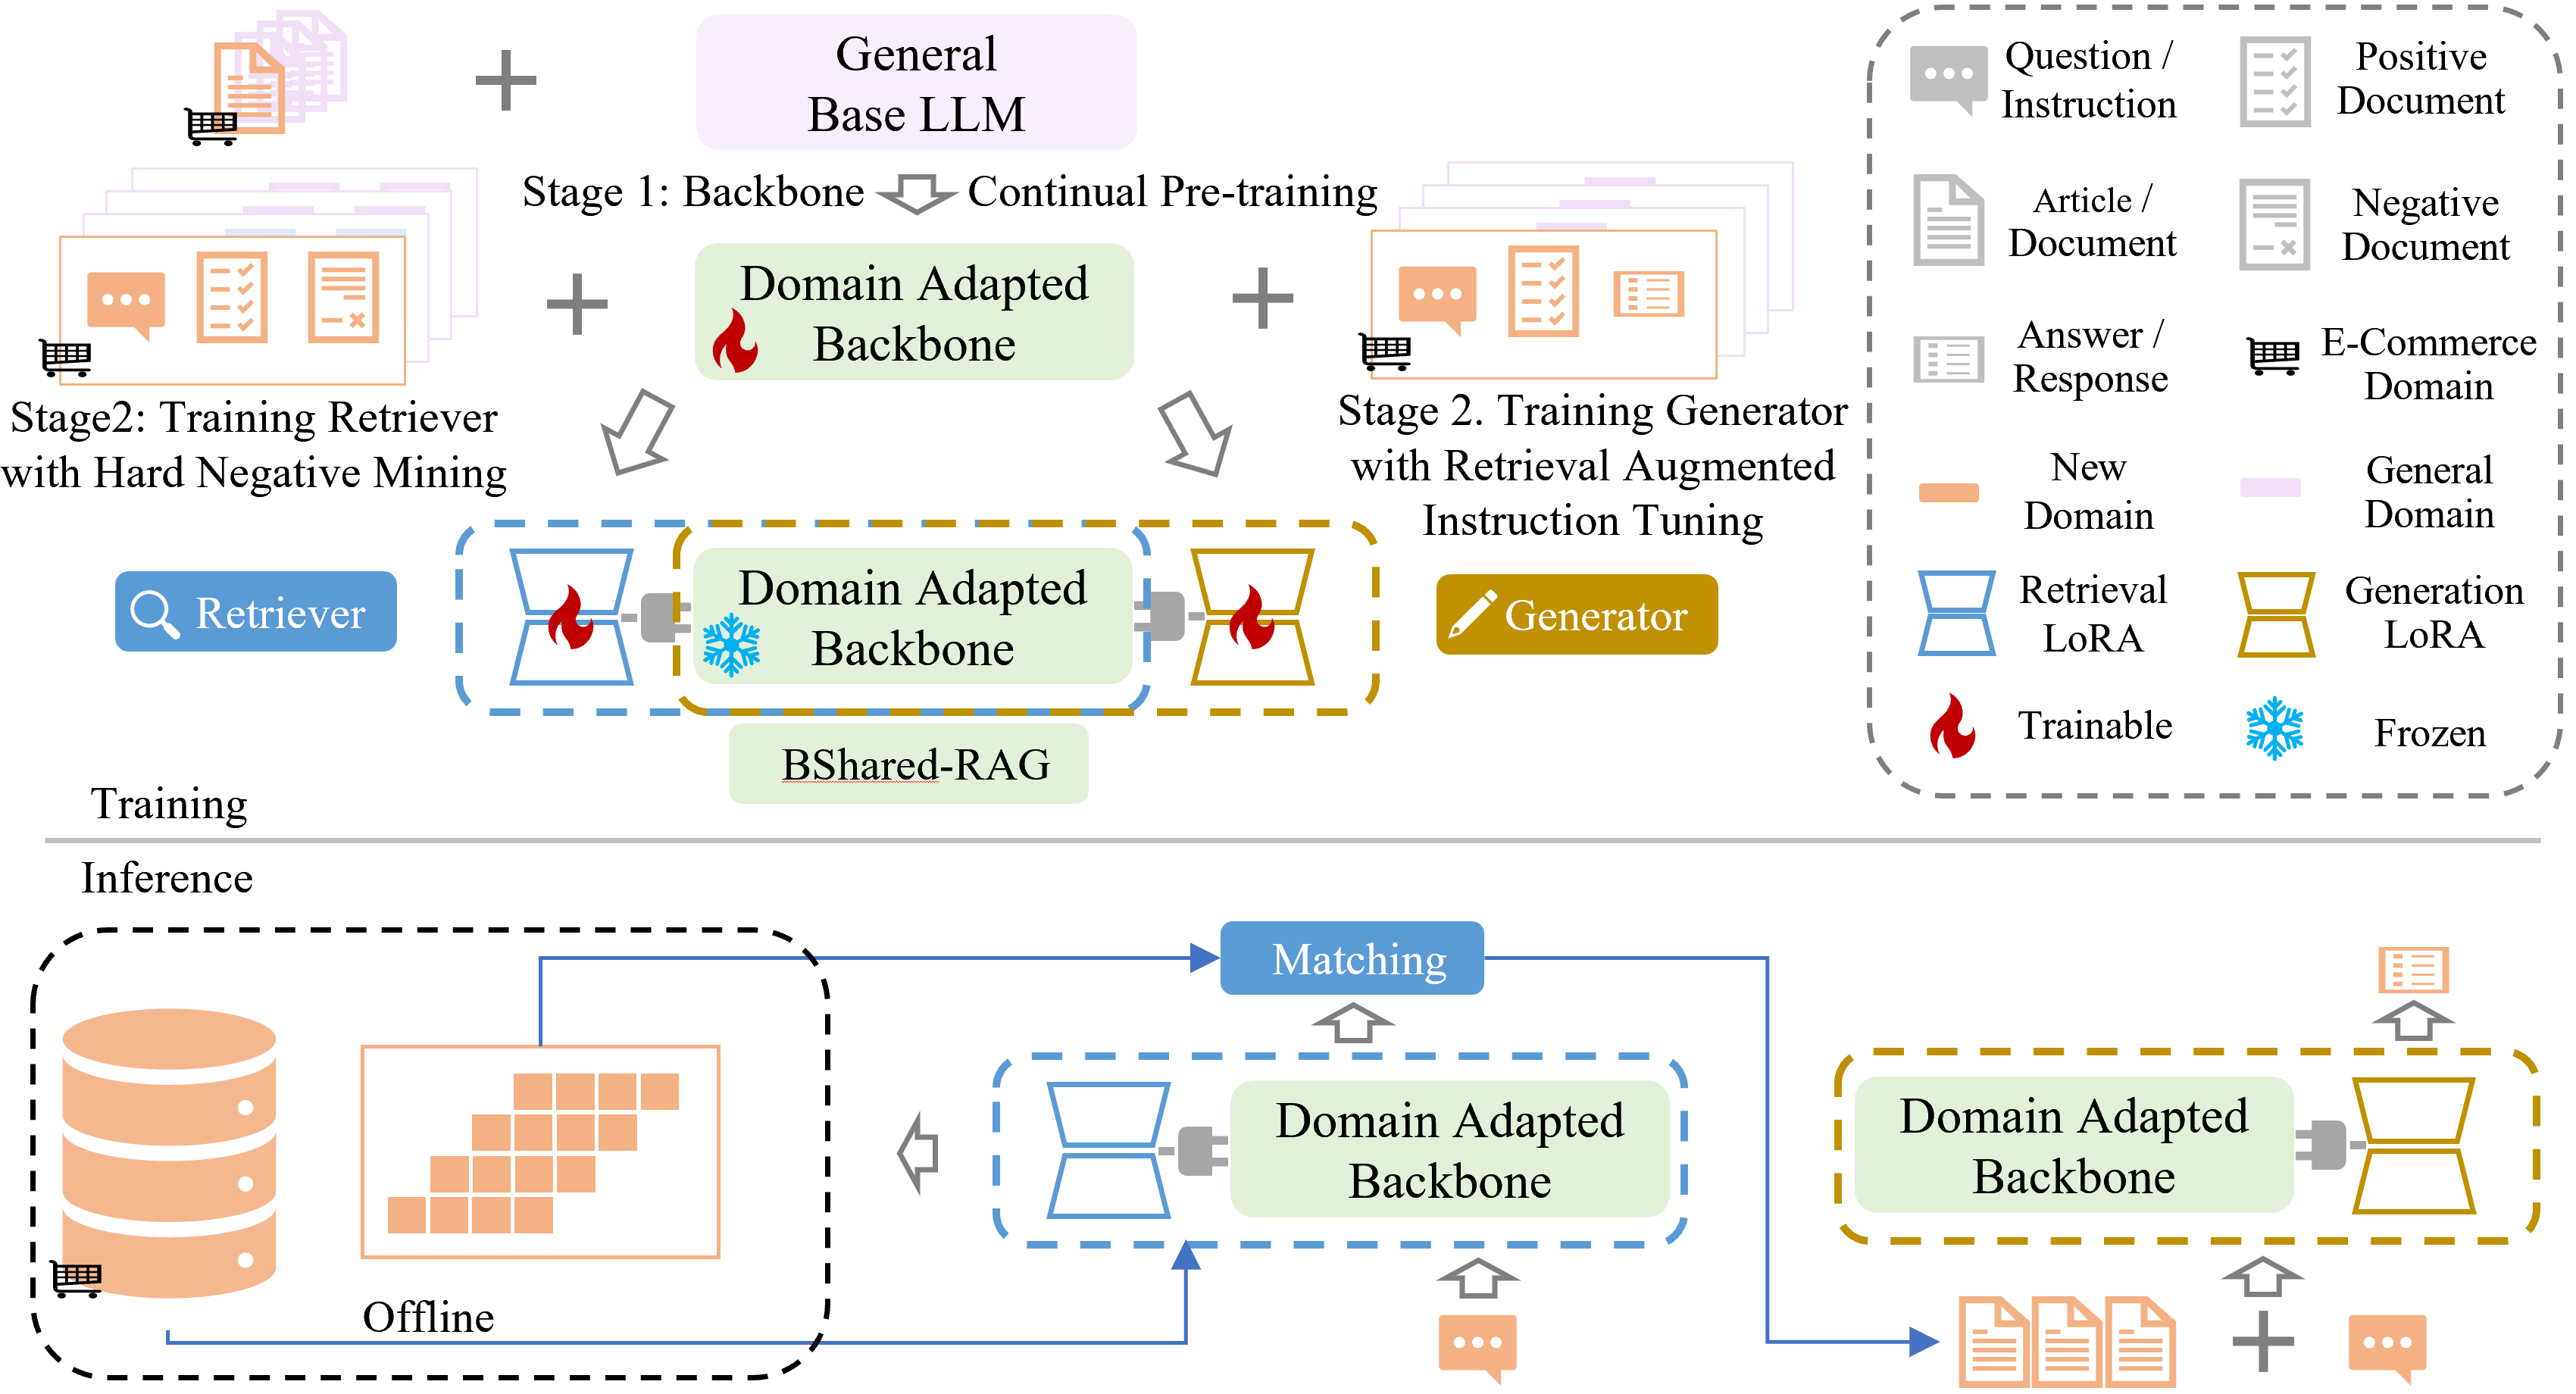 General
Base LLM
Stage 1: Backbone
Continual Pre-training
Domain Adapted
Backbone
Stage2: Training Retriever
with Hard Negative Mining
Stage 2. Training Generator
with Retrieval Augmented
Instruction Tuning
Retriever
Domain Adapted
Backbone
Generator
BShared-RAG
Question /
Instruction
Positive
Document
Article /
Document
Negative
Document
Answer /
Response
E-Commerce
Domain
New
Domain
General
Domain
Retrieval
LoRA
Generation
LoRA
Trainable
Frozen
Training
Inference
Offline
Matching
Domain Adapted
Backbone
Domain Adapted
Backbone